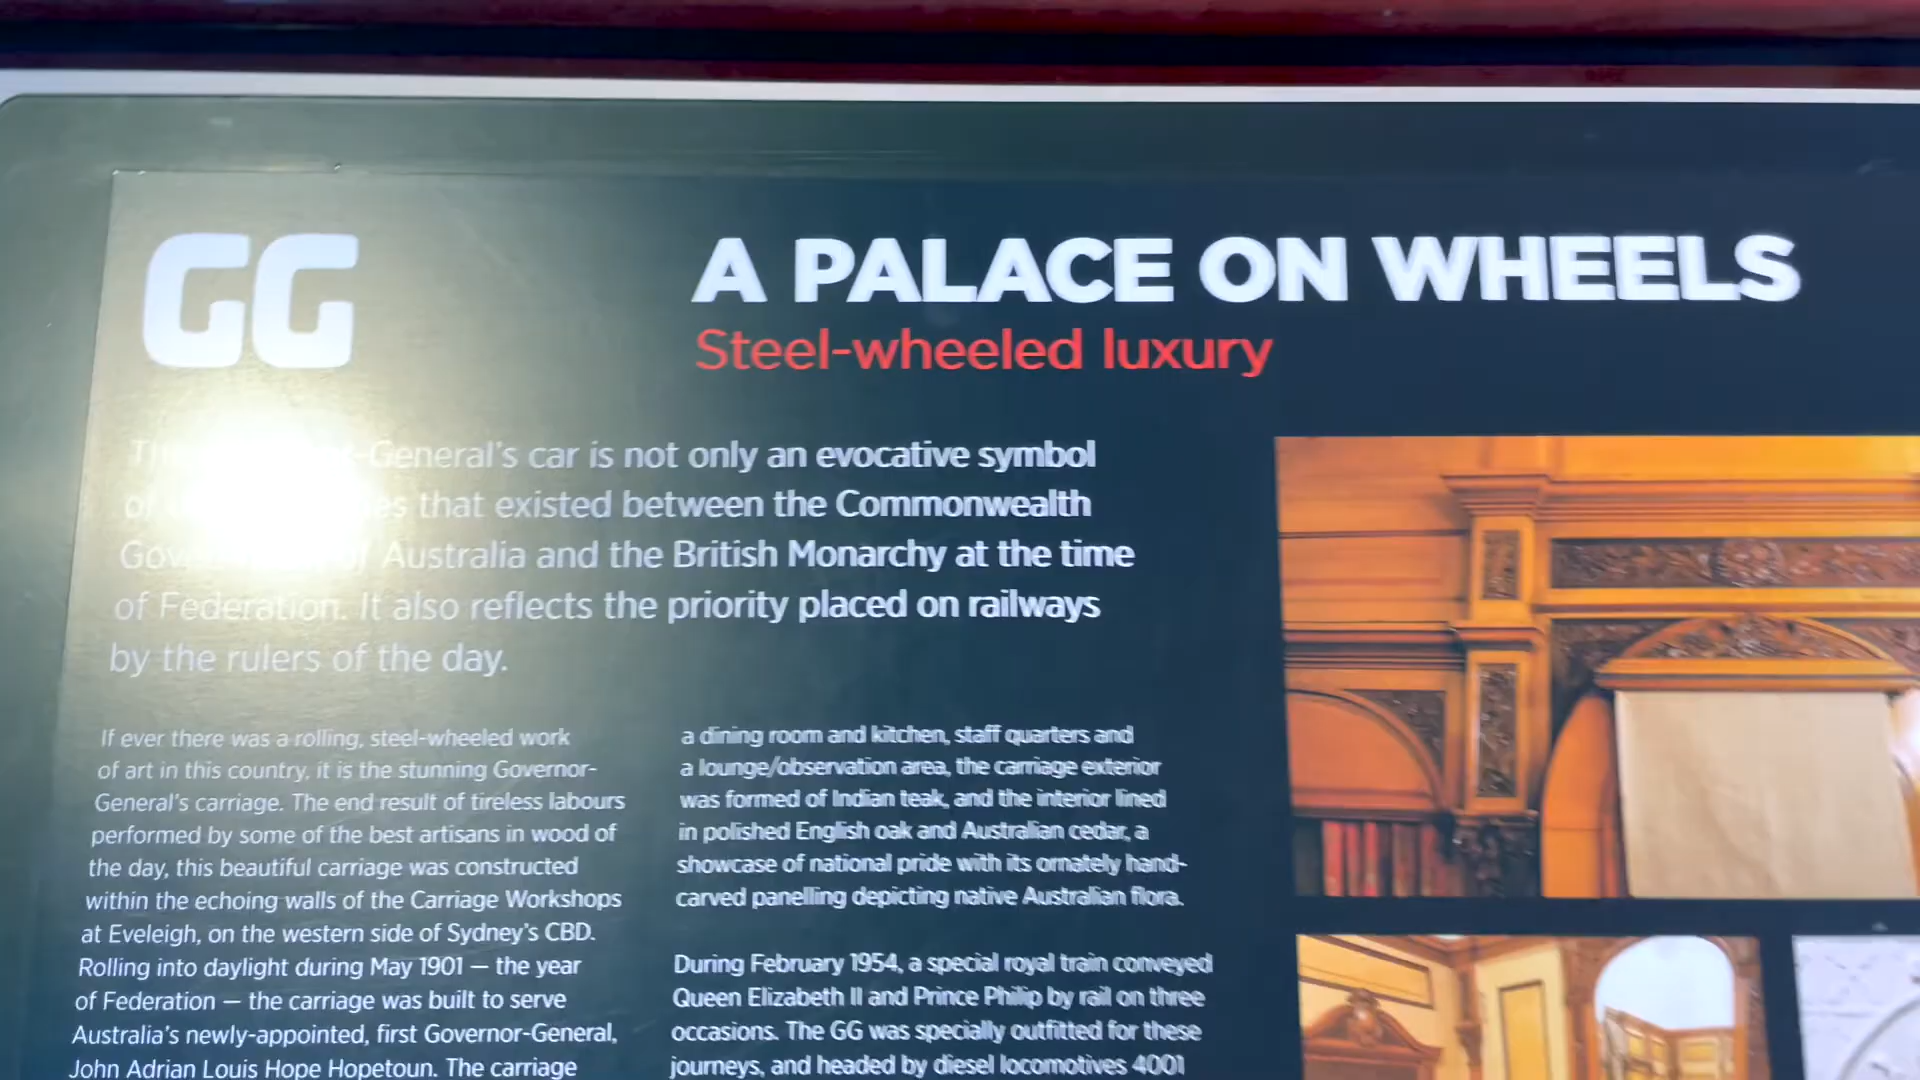 GG
A PALACE ON WHEELS
Steel-wheeled luxury
-General's car is not only an evocative symbol
of that existed between the Commonwealth
Australia and the British Monarchy at the time
of Federation. It also reflects the priority placed on railways
by the rulers of the day.
If ever there was a rolling, steel-wheeled work
of art in this country, it is the stunning Governor-
General's carriage. The end result of tireless labours
performed by some of the best artisans in wood of
the day, this beautiful carriage was constructed
within the echoing walls of the Carriage Workshops
at Eveleigh, on the western side of Sydney's CBD.
Rolling into daylight during May 1901 – the year
of Federation – the carriage was built to serve
Australia's newly-appointed, first Governor-General,
John Adrian Louis Hope Hopetoun. The carriage
a dining room and kitchen, staff quarters and
a lounge/observation area, the carriage exterior
was formed of Indian teak, and the interior lined
in polished English oak and Australian cedar, a
showcase of national pride with its ornately hand-
carved panelling depicting native Australian flora.
During February 1954, a special royal train conveyed
Queen Elizabeth II and Prince Philip by rail on three
occasions. The GG was specially outfitted for these
journeys, and headed by diesel locomotives 4001